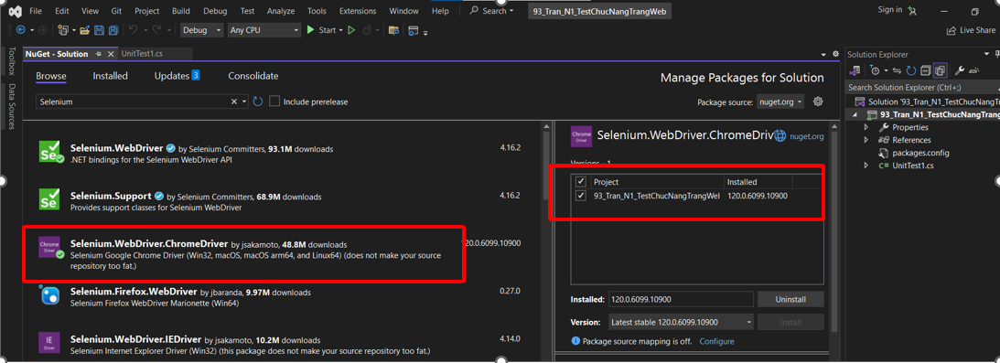 File Edit View Git Project Build Debug Test Analyze Tools Extensions Window Help Search 93_Tran_N1_TestChucNangTrangWeb Sign in
Debug Any CPU Start Live Share
Toolbox
Data Sources
NuGet - Solution UnitTest1.cs
Browse Installed Updates 3 Consolidate
Manage Packages for Solution
Selenium Include prerelease
Package source: nuget.org
Selenium.WebDriver by Selenium Committers, 93.1M downloads 4.16.2
.NET bindings for the Selenium WebDriver API
Selenium.Support by Selenium Committers, 68.9M downloads 4.16.2
Provides support classes for Selenium WebDriver
Chrome Driver
Selenium.WebDriver.ChromeDriver by jsakamoto, 48.8M downloads 120.0.6099.10900
Selenium Google Chrome Driver (Win32, macOS, macOS arm64, and Linux64) (does not make your source
repository too fat.)
Selenium.Firefox.WebDriver by jbaranda, 9.97M downloads 0.27.0
Selenium Firefox WebDriver Marionette (Win64)
IE Driver
Selenium.WebDriver.IEDriver by jsakamoto, 10.2M downloads 4.14.0
Selenium Internet Explorer Driver (Win32) (this package does not make your source repository too fat.)
Chrome Driver
Selenium.WebDriver.ChromeDriv nuget.org
Versions - 1
Project Installed
93_Tran_N1_TestChucNangTrangWel 120.0.6099.10900
Installed: 120.0.6099.10900 Uninstall
Version: Latest stable 120.0.6099.10900 Install
Package source mapping is off. Configure
Solution Explorer
Search Solution Explorer (Ctrl+;)
Solution '93_Tran_N1_TestChucNangT
93_Tran_N1_TestChucNangTrang
Properties
References
packages.config
C# UnitTest1.cs